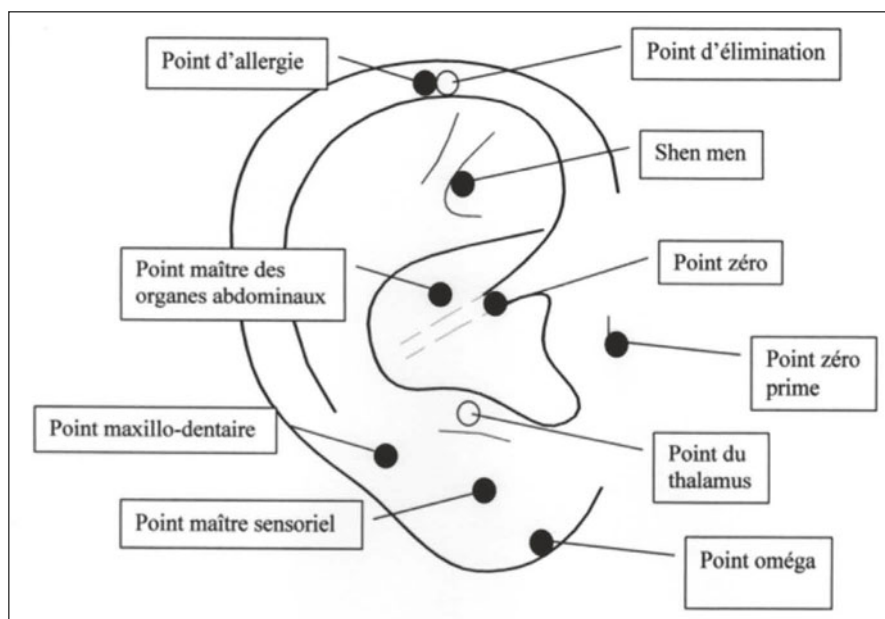 Point d'allergie
Point d'élimination
Shen men
Point maître des
organes abdominaux
Point zéro
Point zéro
prime
Point maxillo-dentaire
Point du
thalamus
Point maître sensoriel
Point oméga